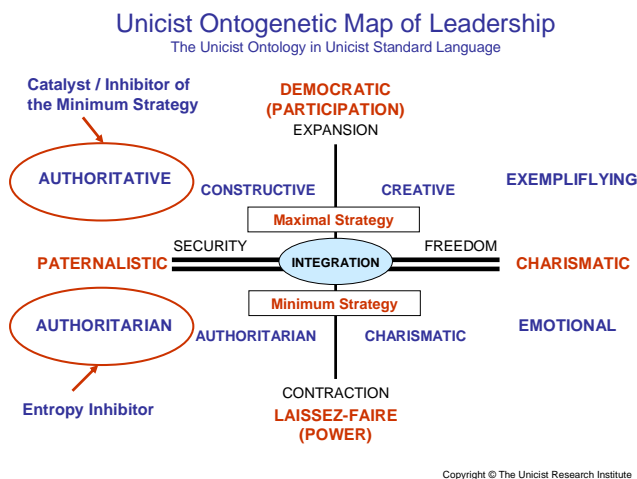 Unicist Ontogenetic Map of Leadership
The Unicist Ontology in Unicist Standard Language
Catalyst / Inhibitor of
the Minimum Strategy
DEMOCRATIC
(PARTICIPATION)
EXPANSION
AUTHORITATIVE
CONSTRUCTIVE
CREATIVE
EXEMPLIFLYING
Maximal Strategy
SECURITY
FREEDOM
PATERNALISTIC
INTEGRATION
CHARISMATIC
Minimum Strategy
AUTHORITARIAN
AUTHORITARIAN
CHARISMATIC
EMOTIONAL
CONTRACTION
Entropy Inhibitor
LAISSEZ-FAIRE
(POWER)
Copyright © The Unicist Research Institute